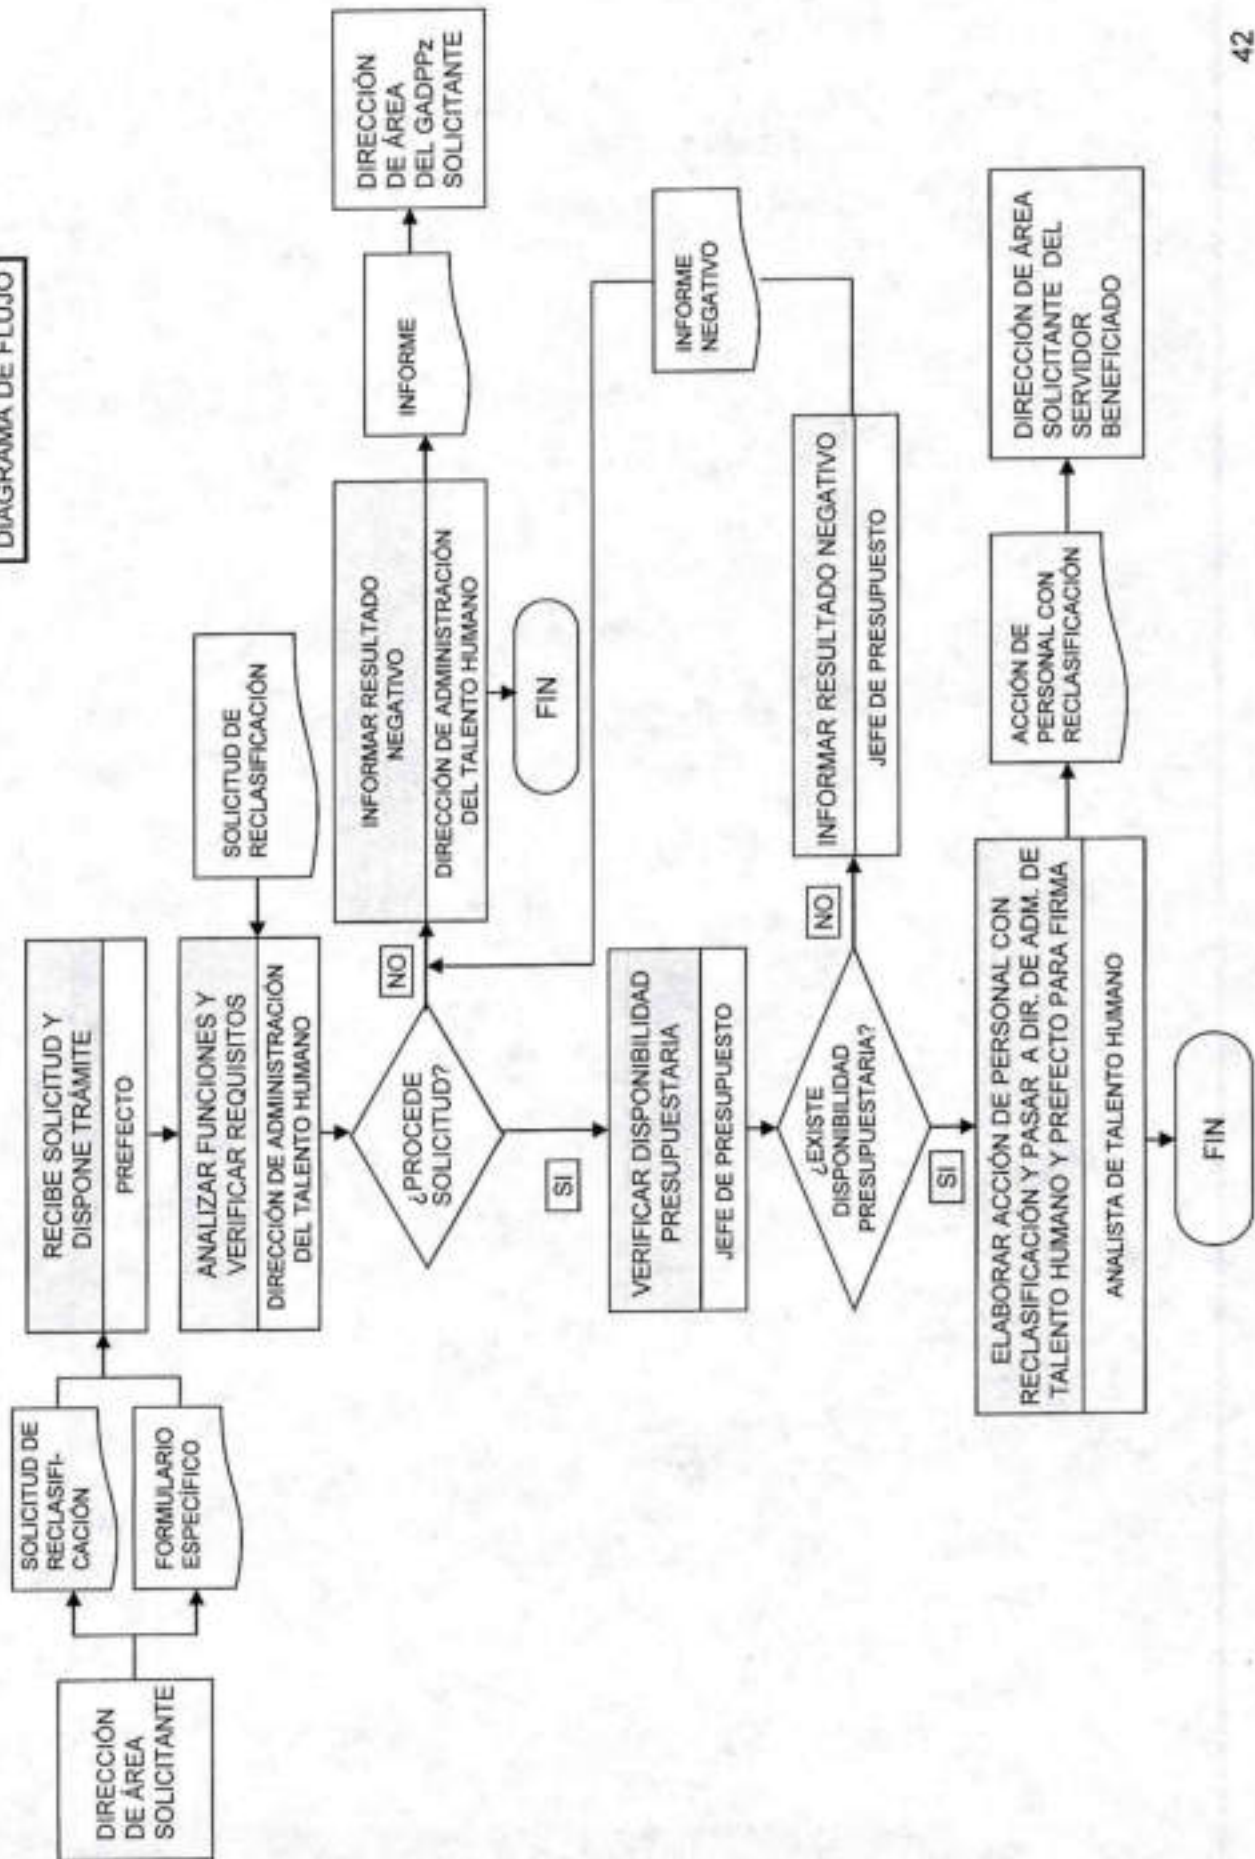 DIAGRAMA DE FLUJO
DIRECCIÓN
DE ÁREA
SOLICITANTE
SOLICITUD DE
RECLASIFI-
CACIÓN
FORMULARIO
ESPECÍFICO
RECIBE SOLICITUD Y
DISPONE TRÁMITE
PREFECTO
ANALIZAR FUNCIONES Y
VERIFICAR REQUISITOS
DIRECCIÓN DE ADMINISTRACIÓN
DEL TALENTO HUMANO
SOLICITUD DE
RECLASIFICACIÓN
¿PROCEDE
SOLICITUD?
NO
INFORMAR RESULTADO
NEGATIVO
DIRECCIÓN DE ADMINISTRACIÓN
DEL TALENTO HUMANO
INFORME
DIRECCIÓN
DE ÁREA
DEL GADPPz
SOLICITANTE
FIN
SI
VERIFICAR DISPONIBILIDAD
PRESUPUESTARIA
JEFE DE PRESUPUESTO
INFORME
NEGATIVO
¿EXISTE
DISPONIBILIDAD
PRESUPUESTARIA?
NO
INFORMAR RESULTADO NEGATIVO
JEFE DE PRESUPUESTO
SI
ELABORAR ACCIÓN DE PERSONAL CON
RECLASIFICACIÓN Y PASAR A DIR. DE ADM. DE
TALENTO HUMANO Y PREFECTO PARA FIRMA
ANALISTA DE TALENTO HUMANO
ACCIÓN DE
PERSONAL CON
RECLASIFICACIÓN
DIRECCIÓN DE ÁREA
SOLICITANTE DEL
SERVIDOR
BENEFICIADO
FIN
42